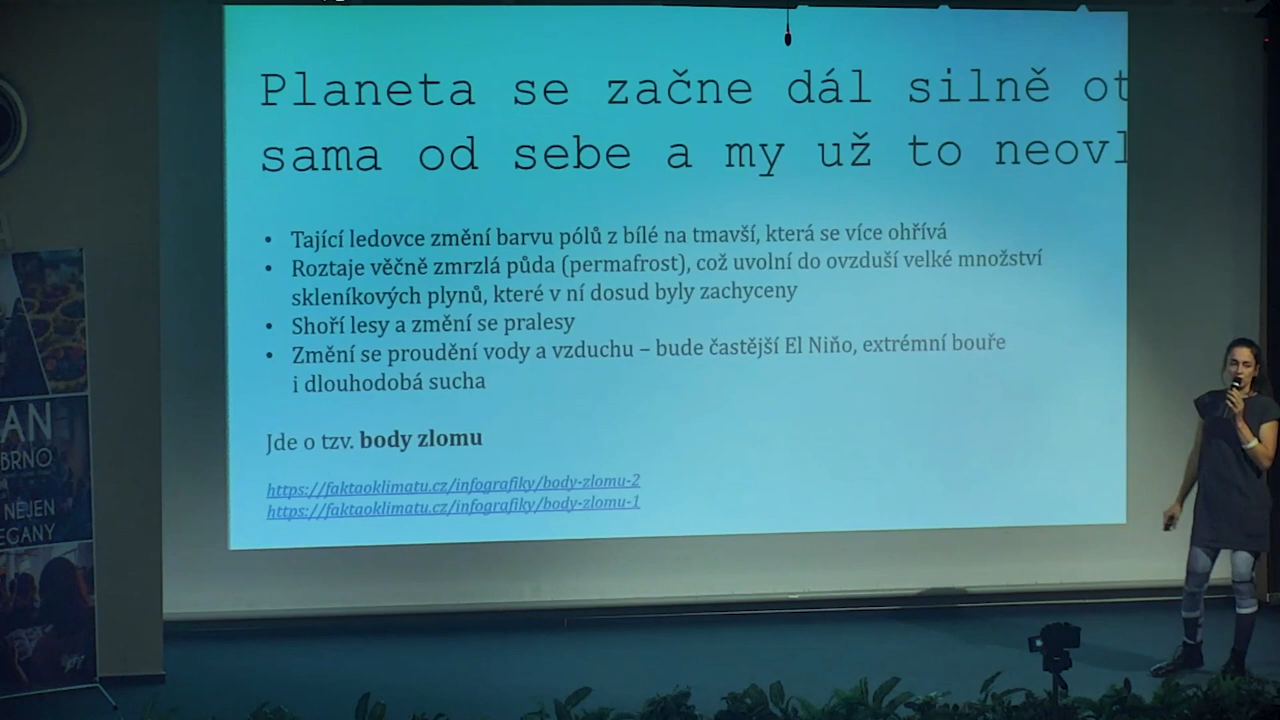 Planeta se začne dál silně ot
sama od sebe a my už to neovl
• Tající ledovce změní barvu pólů z bílé na tmavší, která se více ohřívá
• Roztaje věčně zmrzlá půda (permafrost), což uvolní do ovzduší velké množství
skleníkových plynů, které v ní dosud byly zachyceny
• Shoří lesy a změní se pralesy
• Změní se proudění vody a vzduchu – bude častější El Niňo, extrémní bouře
i dlouhodobá sucha
Jde o tzv. body zlomu
https://faktaoklimatu.cz/infografiky/body-zlomu-2
https://faktaoklimatu.cz/infografiky/body-zlomu-1
AN
BRNO
NEJEN
EGANY